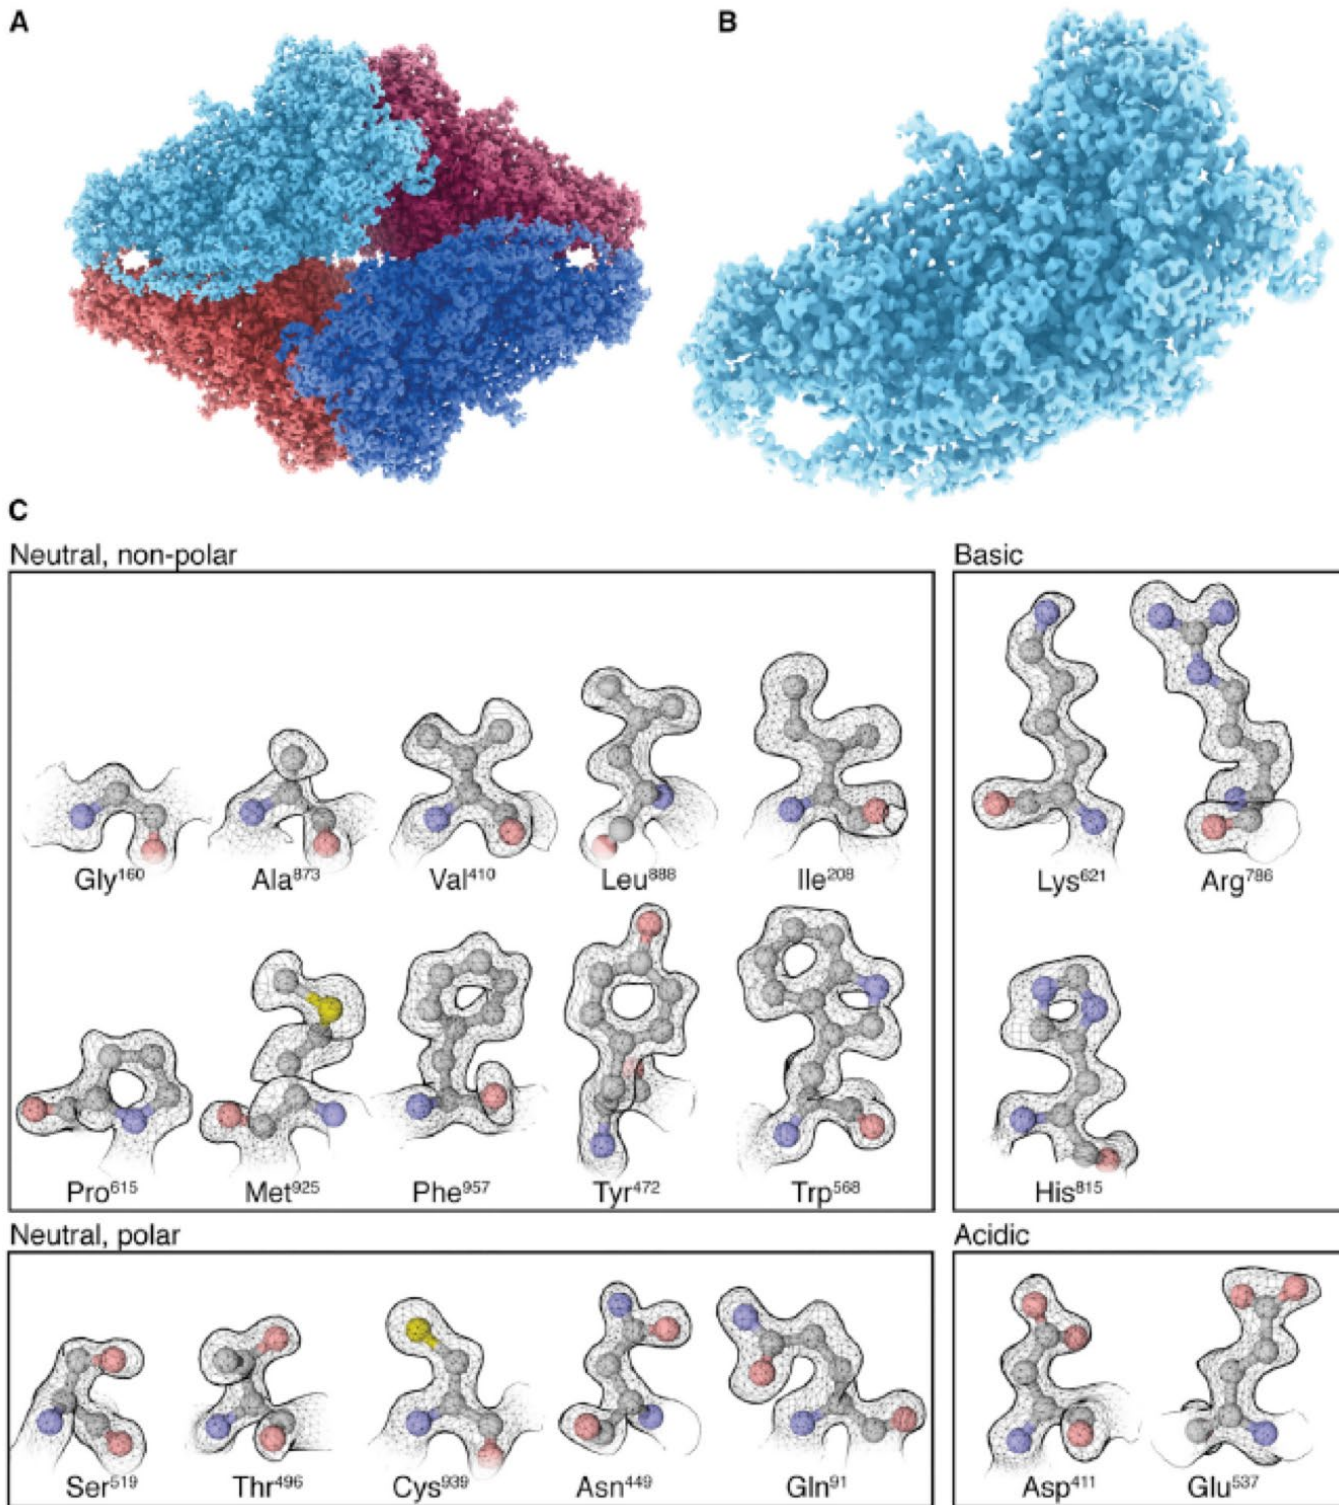 A B
C
Neutral, non-polar Basic
Gly¹⁶⁰ Ala⁸⁷³ Val⁴¹⁰ Leu⁸⁸⁸ Ile²⁰⁸ Lys⁶²¹ Arg⁷⁸⁶
Pro⁶¹⁵ Met⁹²⁵ Phe⁹⁵⁷ Tyr⁴⁷² Trp⁵⁶⁸ His⁸¹⁵
Neutral, polar Acidic
Ser⁵¹⁹ Thr⁴⁹⁶ Cys⁹³⁹ Asn⁴⁴⁹ Gln⁹¹ Asp⁴¹¹ Glu⁵³⁷